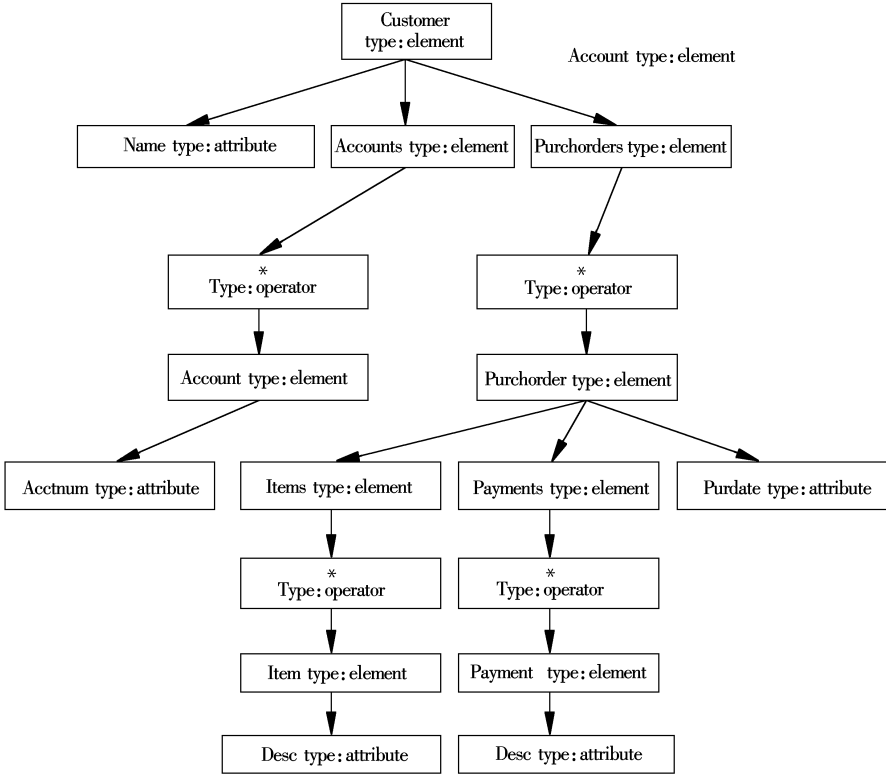 Customer
type:element
Account type:element
Name type:attribute
Accounts type:element
Purchorders type:element
*
Type:operator
*
Type:operator
Account type:element
Purchorder type:element
Acctnum type:attribute
Items type:element
Payments type:element
Purdate type:attribute
*
Type:operator
*
Type:operator
Item type:element
Payment type:element
Desc type:attribute
Desc type:attribute